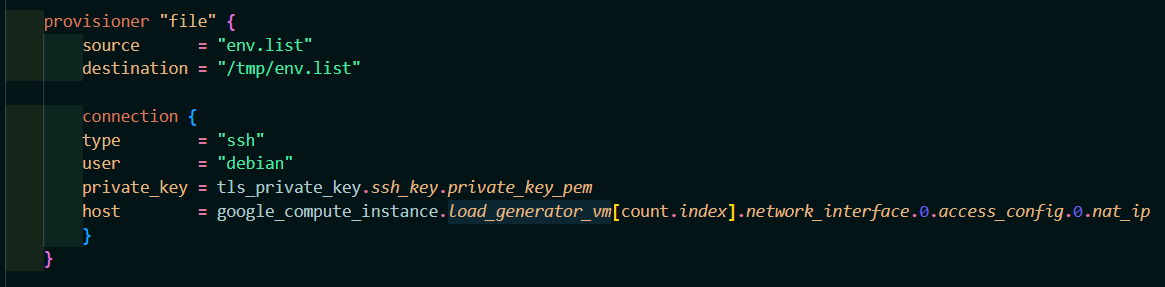 provisioner "file" {
source      = "env.list"
destination = "/tmp/env.list"
connection {
type        = "ssh"
user        = "debian"
private_key = tls_private_key.ssh_key.private_key_pem
host        = google_compute_instance.load_generator_vm[count.index].network_interface.0.access_config.0.nat_ip
}
}